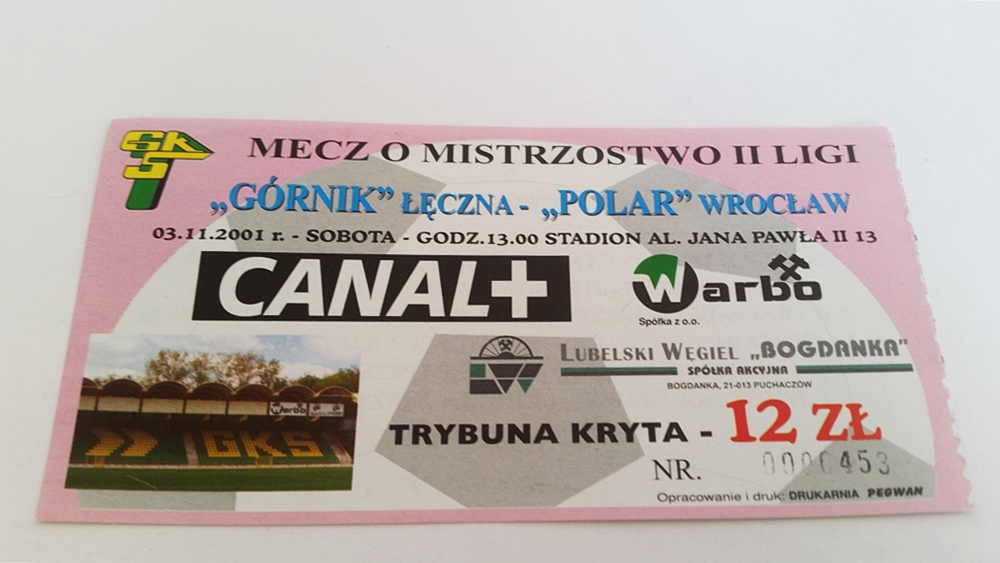 GKS
MECZ O MISTRZOSTWO II LIGI
„GÓRNIK” ŁĘCZNA - „POLAR” WROCŁAW
03.11.2001 r. - SOBOTA - GODZ.13.00 STADION AL. JANA PAWŁA II 13
CANAL+
Warbo
Spółka z o.o.
LUBELSKI WĘGIEL „BOGDANKA”
SPÓŁKA AKCYJNA
BOGDANKA, 21-013 PUCHACZÓW
Warbo
GKS
TRYBUNA KRYTA - 12 ZŁ
NR. 0000453
Opracowanie i druk: DRUKARNIA PEGWAN